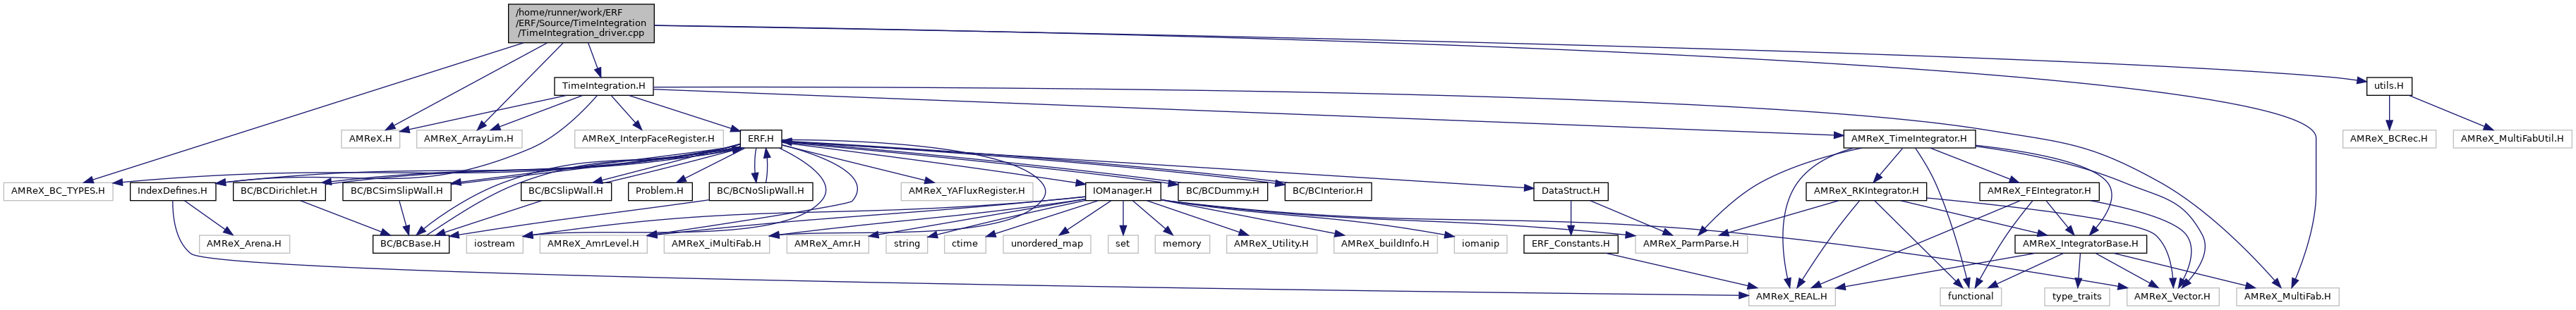 /home/runner/work/ERF
/ERF/Source/TimeIntegration
/TimeIntegration_driver.cpp
TimeIntegration.H
utils.H
AMReX.H
AMReX_ArrayLim.H
AMReX_InterpFaceRegister.H
ERF.H
AMReX_TimeIntegrator.H
AMReX_BCRec.H
AMReX_MultiFabUtil.H
AMReX_BC_TYPES.H
IndexDefines.H
BC/BCDirichlet.H
BC/BCSimSlipWall.H
BC/BCSlipWall.H
Problem.H
BC/BCNoSlipWall.H
AMReX_YAFluxRegister.H
IOManager.H
BC/BCDummy.H
BC/BCInterior.H
DataStruct.H
AMReX_RKIntegrator.H
AMReX_FEIntegrator.H
AMReX_Arena.H
BC/BCBase.H
iostream
AMReX_AmrLevel.H
AMReX_iMultiFab.H
AMReX_Amr.H
string
ctime
unordered_map
set
memory
AMReX_Utility.H
AMReX_buildInfo.H
iomanip
ERF_Constants.H
AMReX_ParmParse.H
AMReX_IntegratorBase.H
AMReX_REAL.H
functional
type_traits
AMReX_Vector.H
AMReX_MultiFab.H